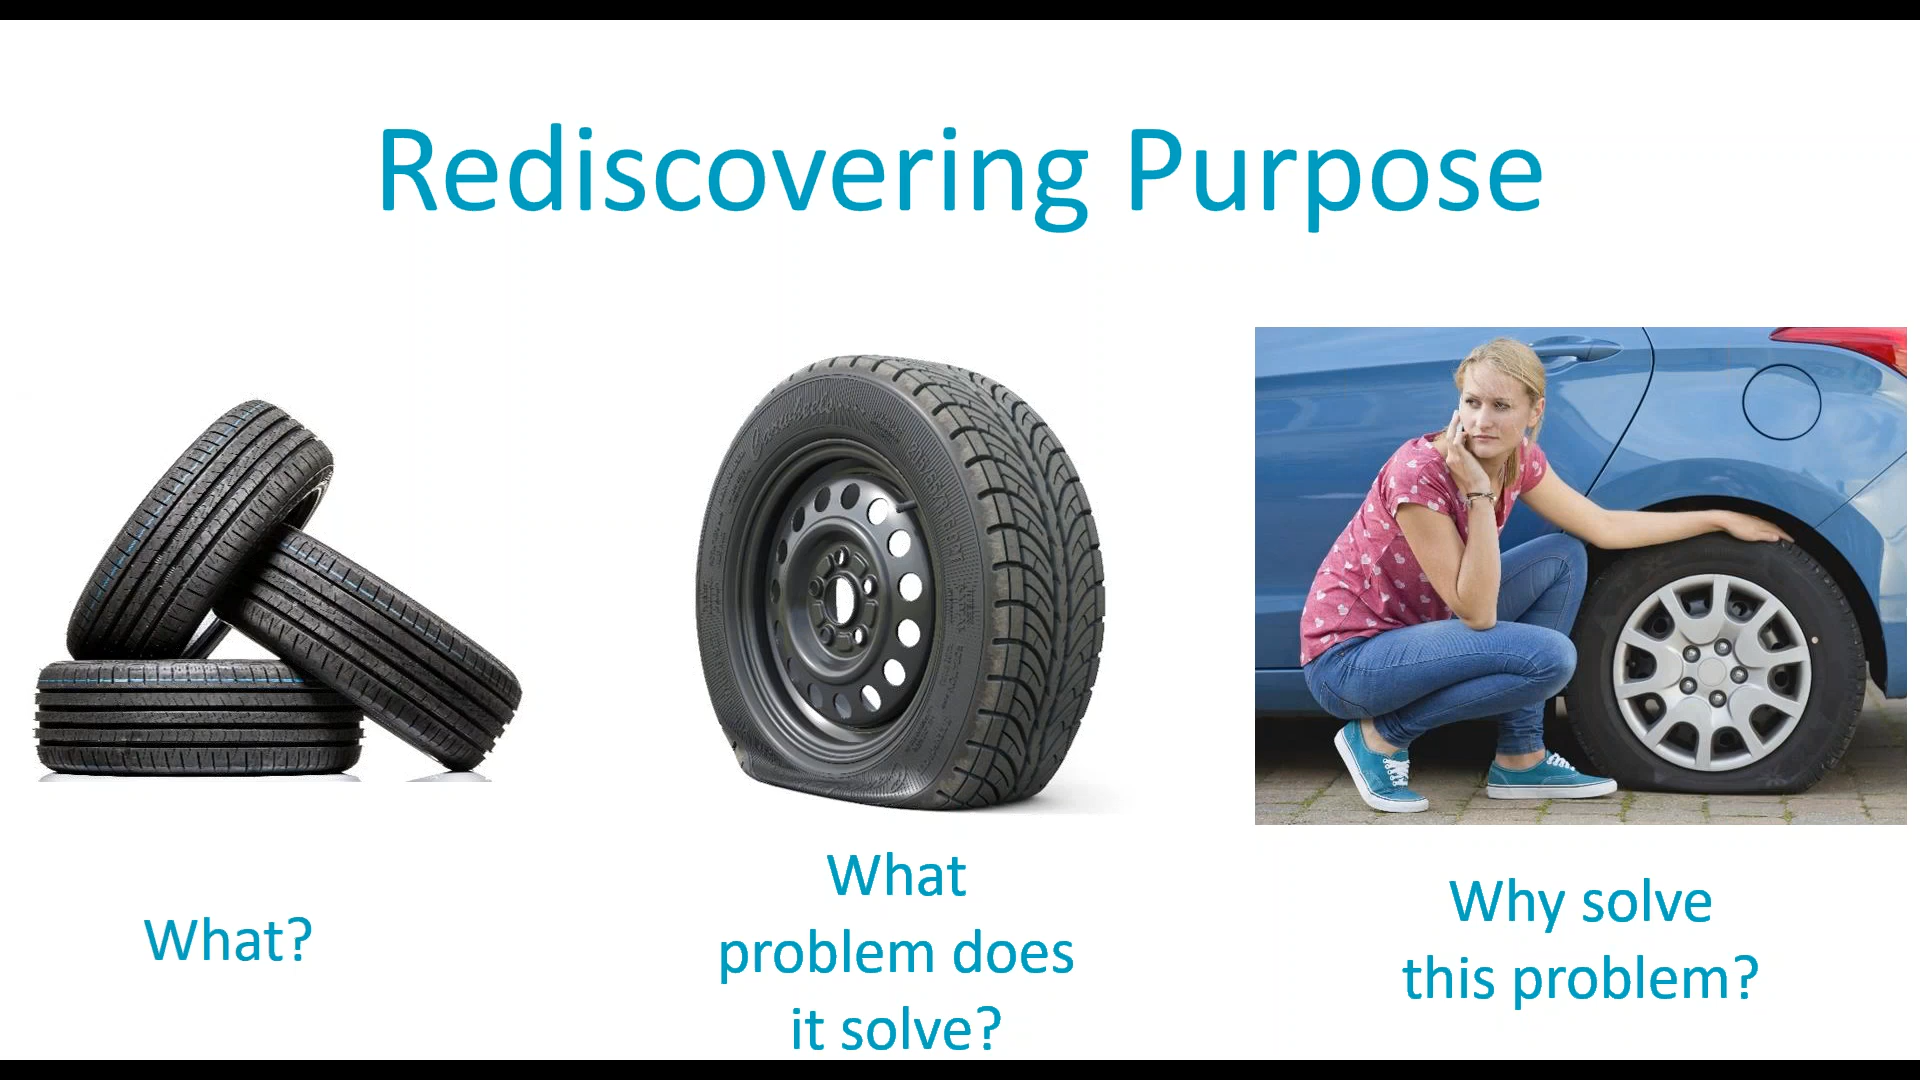 Rediscovering Purpose
What?
What
problem does
it solve?
Why solve
this problem?